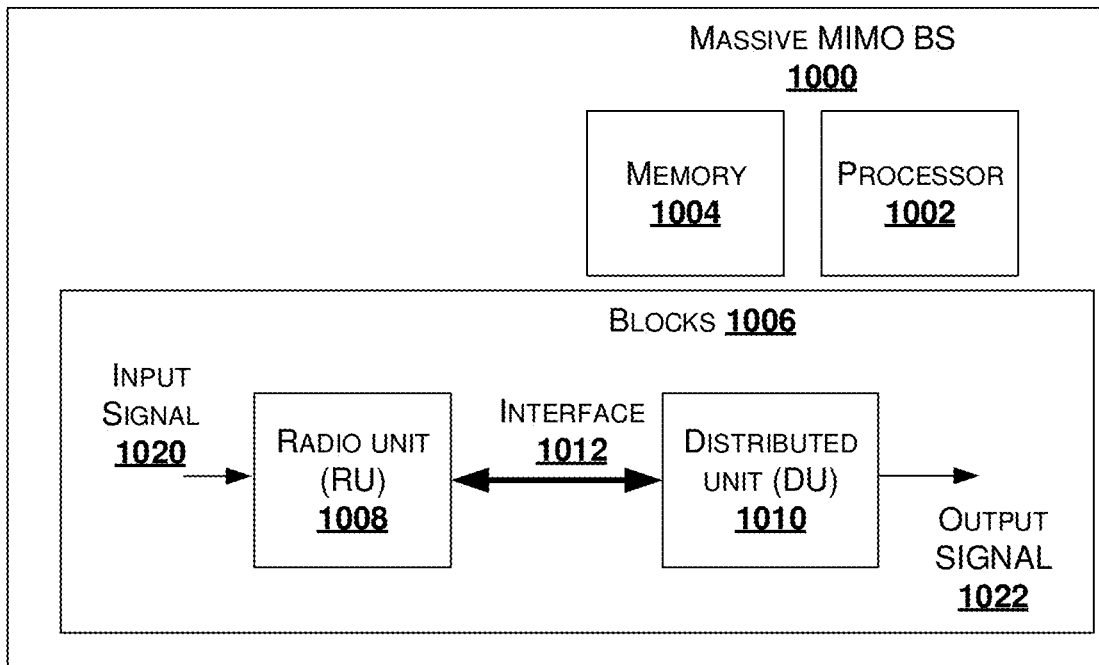 MASSIVE MIMO BS
1000
MEMORY
1004
PROCESSOR
1002
BLOCKS 1006
INPUT
SIGNAL
1020
RADIO UNIT
(RU)
1008
INTERFACE
1012
DISTRIBUTED
UNIT (DU)
1010
OUTPUT
SIGNAL
1022